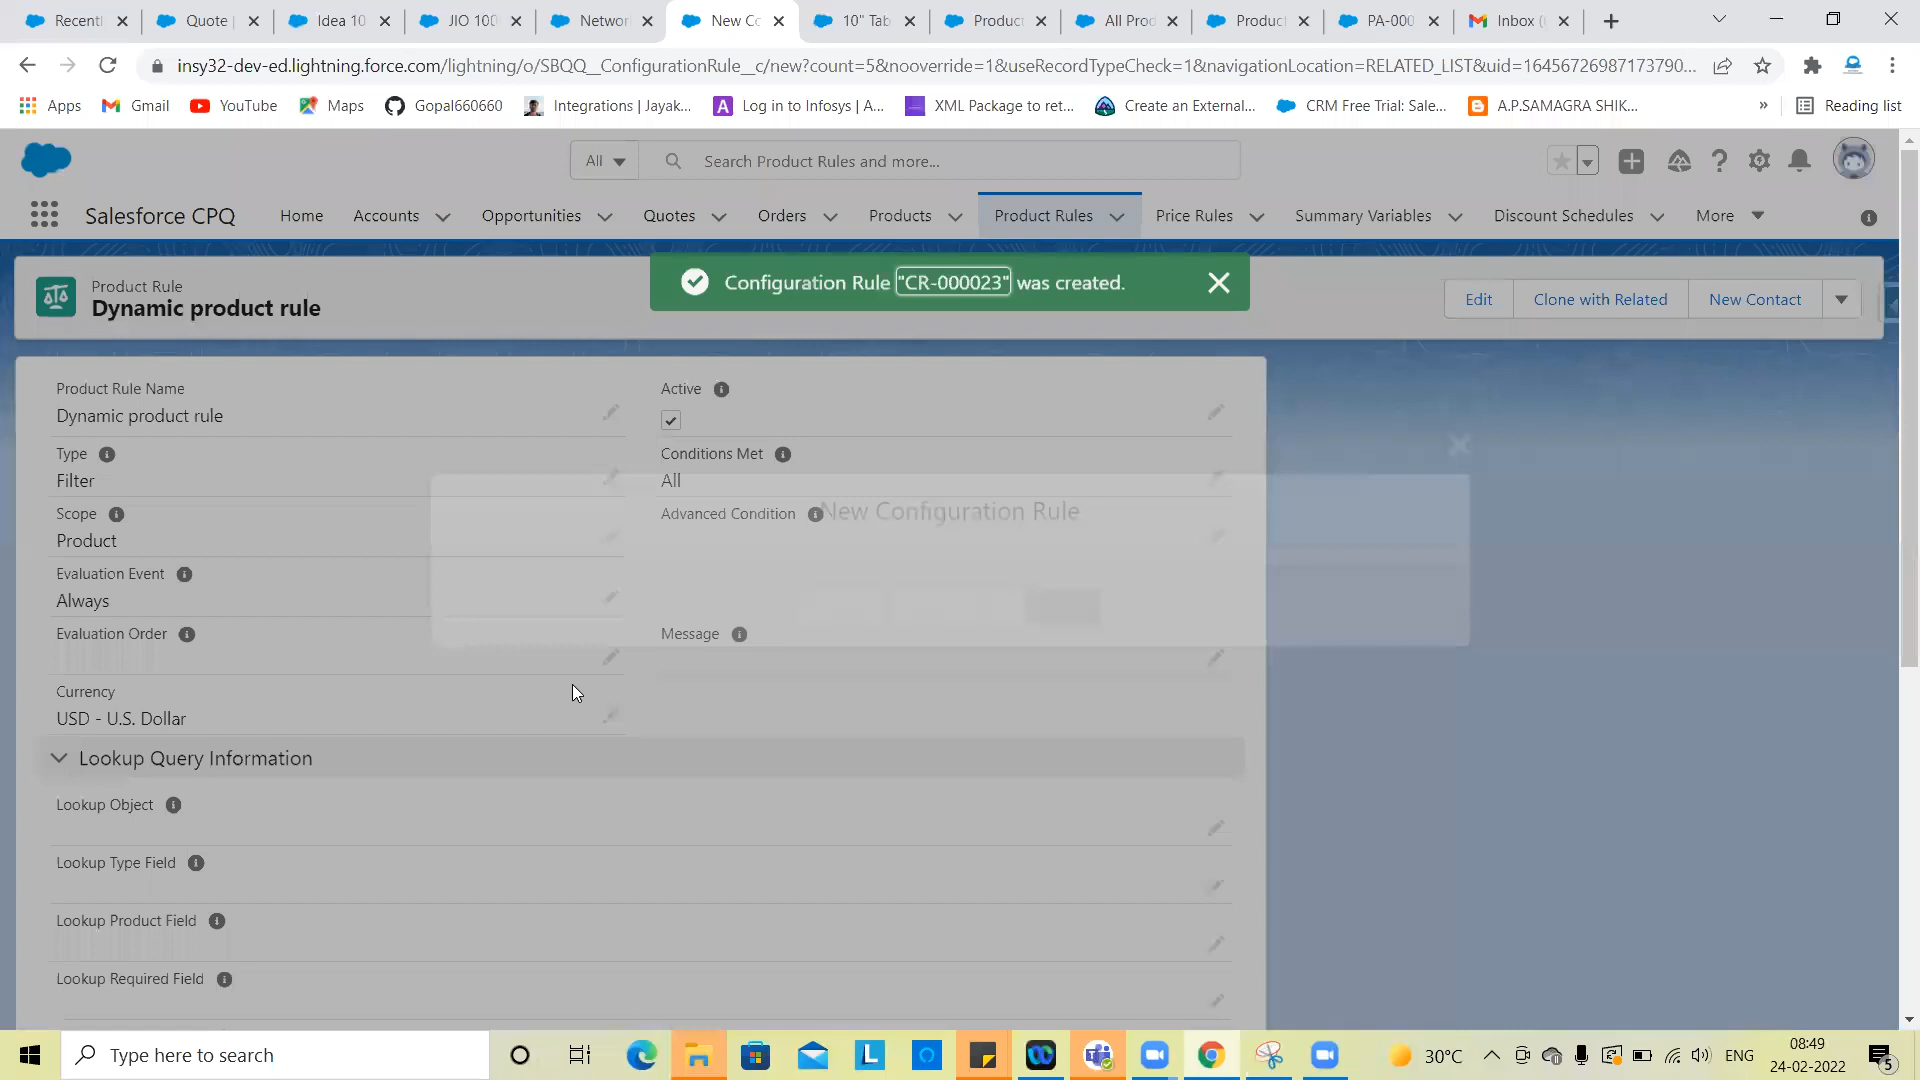 Recent
Quote
Idea 10
JIO 100
Networ
New Co
10" Tab
Product
All Prod
Product
PA-000
Inbox (
insy32-dev-ed.lightning.force.com/lightning/o/SBQQ__ConfigurationRule__c/new?count=5&nooverride=1&useRecordTypeCheck=1&navigationLocation=RELATED_LIST&uid=16456726987173790...
Apps Gmail YouTube Maps Gopal660660 Integrations | Jayak... Log in to Infosys | A... XML Package to ret... Create an External... CRM Free Trial: Sale... A.P.SAMAGRA SHIK... » Reading list
All Search Product Rules and more...
Salesforce CPQ Home Accounts Opportunities Quotes Orders Products Product Rules Price Rules Summary Variables Discount Schedules More
Configuration Rule "CR-000023" was created.
Product Rule
Dynamic product rule
Edit Clone with Related New Contact
Product Rule Name
Dynamic product rule
Active
Type
Filter
Conditions Met
All
Scope
Product
Advanced Condition
New Configuration Rule
Evaluation Event
Always
Evaluation Order
Message
Currency
USD - U.S. Dollar
Lookup Query Information
Lookup Object
Lookup Type Field
Lookup Product Field
Lookup Required Field
Type here to search
30°C
ENG
08:49
24-02-2022
5